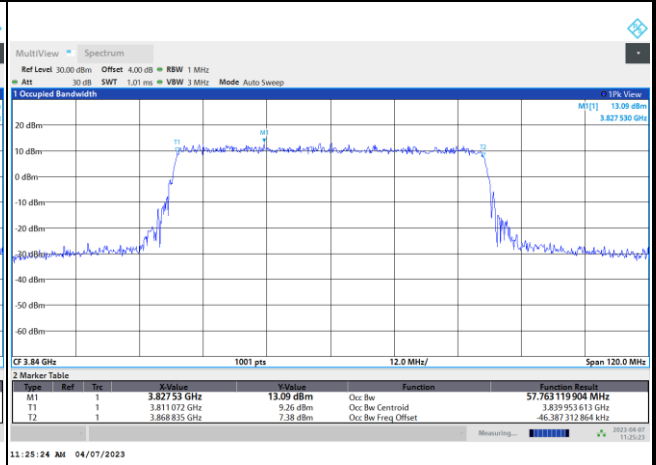 MultiView Spectrum
Ref Level 30.00 dBm Offset 4.00 dB RBW 1 MHz
Att 30 dB SWT 1.01 ms VBW 3 MHz Mode Auto Sweep
1 Occupied Bandwidth 1Pk View
M1[1] 13.09 dBm
3.827 530 GHz
20 dBm
M1
T1
T2
10 dBm
0 dBm
-10 dBm
-20 dBm
-30 dBm
-40 dBm
-50 dBm
-60 dBm
CF 3.84 GHz 1001 pts 12.0 MHz/ Span 120.0 MHz
2 Marker Table
Type Ref Trc X-Value Y-Value Function Function Result
M1 1 3.827 53 GHz 13.09 dBm Occ Bw 57.763 119 904 MHz
T1 1 3.811 072 GHz 9.26 dBm Occ Bw Centroid 3.839 953 613 GHz
T2 1 3.868 835 GHz 7.38 dBm Occ Bw Freq Offset -46.387 312 864 kHz
Measuring... 2023-04-07
11:25:23
11:25:24 AM 04/07/2023